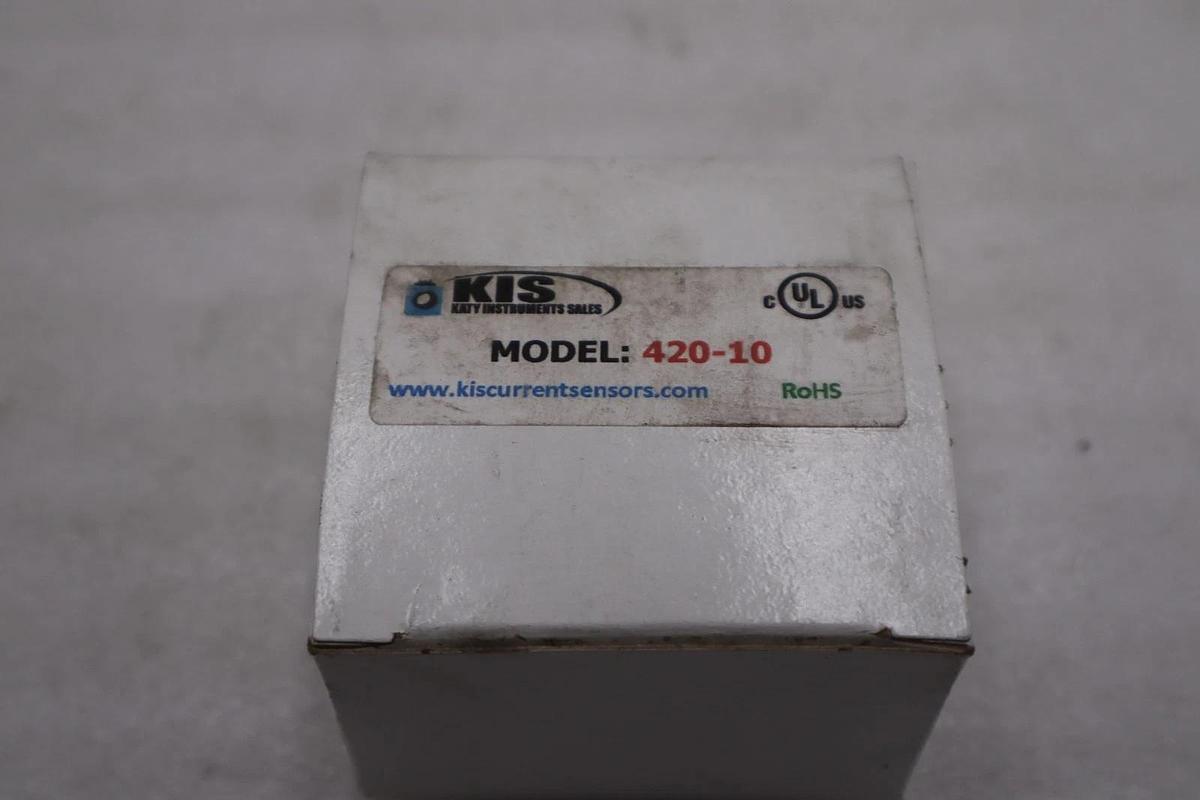 KIS
KATY INSTRUMENTS SALES
C UL US
MODEL: 420-10
www.kiscurrentsensors.com RoHS